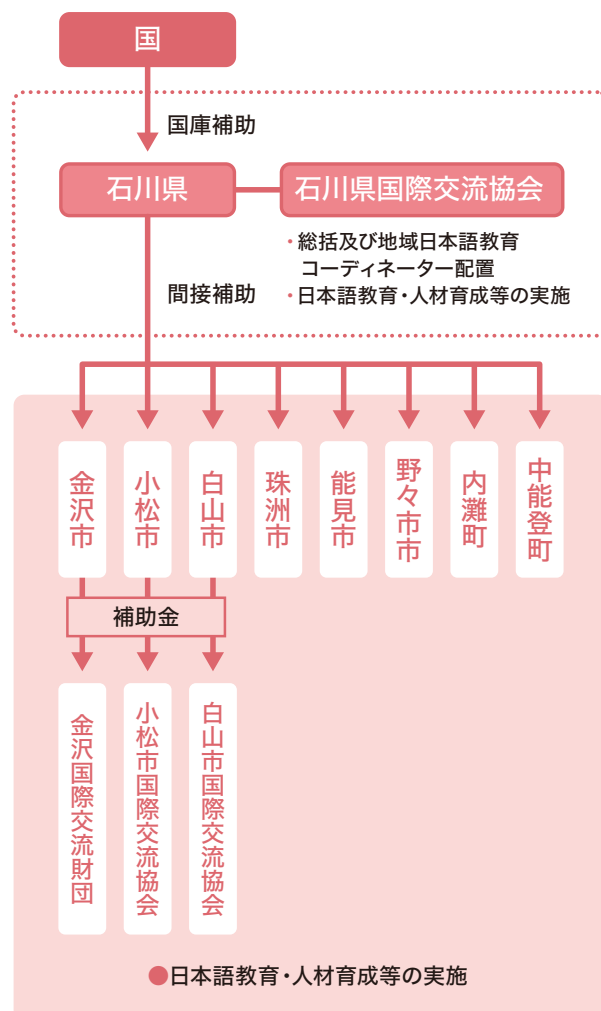 国
国庫補助
石川県
石川県国際交流協会
・総括及び地域日本語教育
コーディネーター配置
・日本語教育・人材育成等の実施
間接補助
金沢市
小松市
白山市
珠洲市
能見市
野々市市
内灘町
中能登町
補助金
金沢国際交流財団
小松市国際交流協会
白山市国際交流協会
●日本語教育・人材育成等の実施